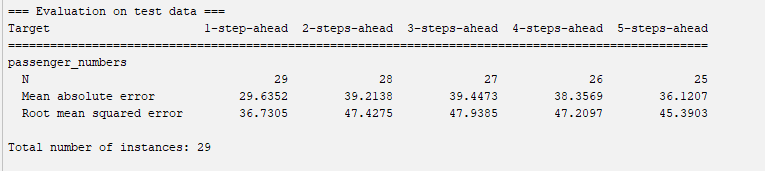 === Evaluation on test data ===
Target                      1-step-ahead  2-steps-ahead  3-steps-ahead  4-steps-ahead  5-steps-ahead
====================================================================================================
passenger_numbers
  N                                   29             28             27             26             25
  Mean absolute error            29.6352        39.2138        39.4473        38.3569        36.1207
  Root mean squared error        36.7305        47.4275        47.9385        47.2097        45.3903
Total number of instances: 29